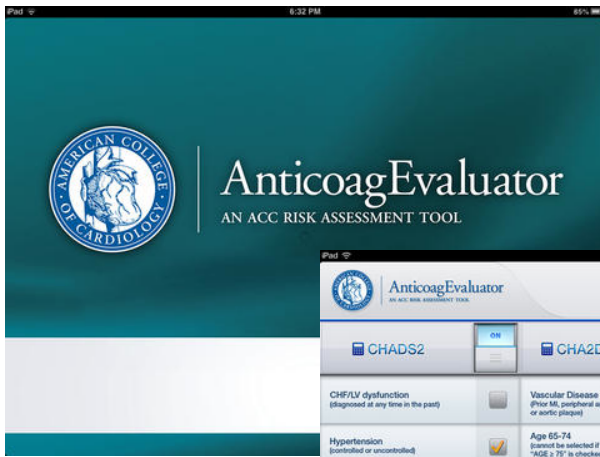 iPad
6:32 PM
85%
AMERICAN COLLEGE OF CARDIOLOGY
AnticoagEvaluator
AN ACC RISK ASSESSMENT TOOL
iPad
AnticoagEvaluator
AN ACC RISK ASSESSMENT TOOL
CHADS2
ON
CHA2D
CHF/LV dysfunction
(diagnosed at any time in the past)
Vascular Disease
(Prior MI, peripheral a
or aortic plaque)
Hypertension
(controlled or uncontrolled)
Age 65-74
(cannot be selected if
"AGE ≥ 75" is checked